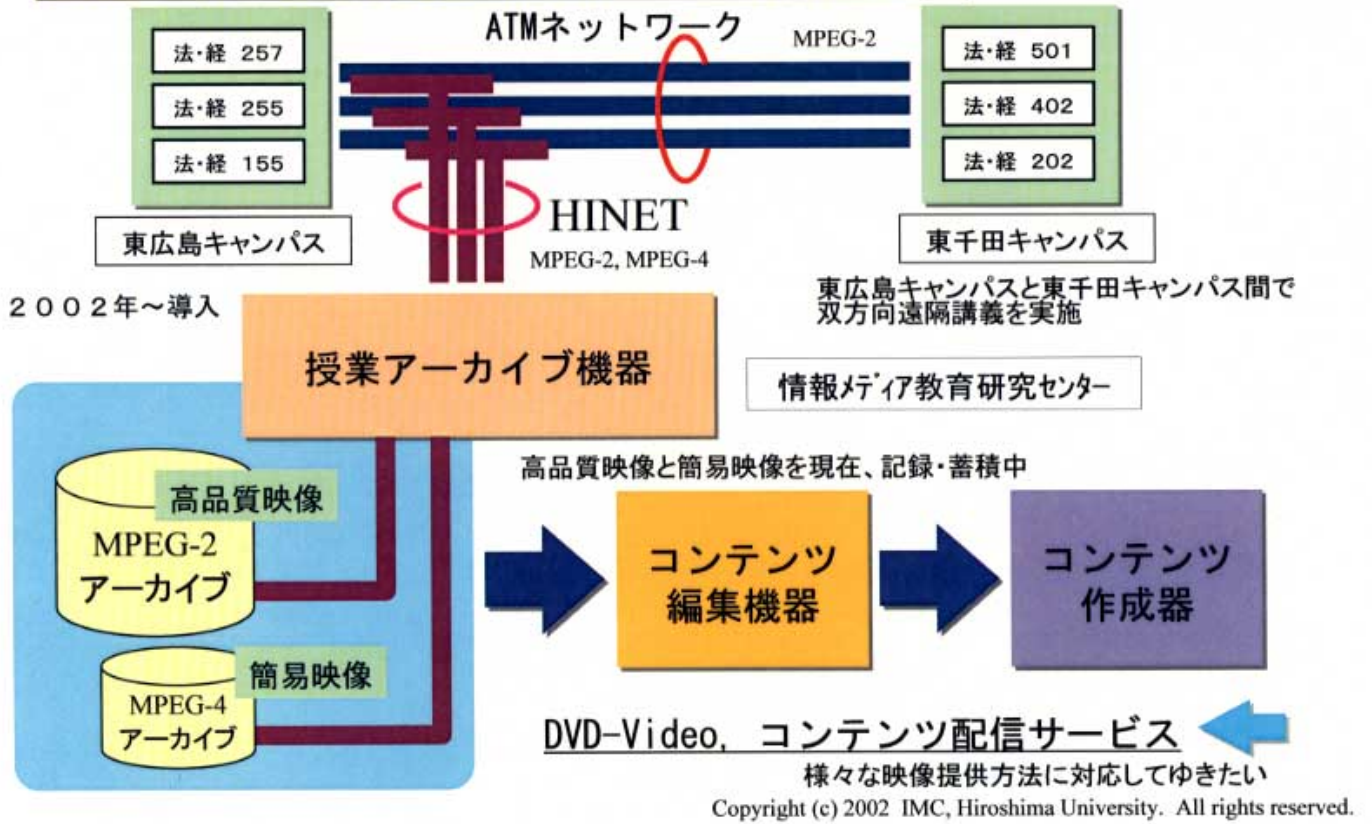 ATMネットワーク
MPEG-2
法・経 257
法・経 255
法・経 155
法・経 501
法・経 402
法・経 202
HINET
MPEG-2, MPEG-4
東広島キャンパス
東千田キャンパス
2002年～導入
東広島キャンパスと東千田キャンパス間で
双方向遠隔講義を実施
授業アーカイブ機器
情報メディア教育研究センター
高品質映像と簡易映像を現在、記録・蓄積中
高品質映像
MPEG-2
アーカイブ
簡易映像
MPEG-4
アーカイブ
コンテンツ
編集機器
コンテンツ
作成器
DVD-Video, コンテンツ配信サービス
様々な映像提供方法に対応してゆきたい
Copyright (c) 2002 IMC, Hiroshima University. All rights reserved.